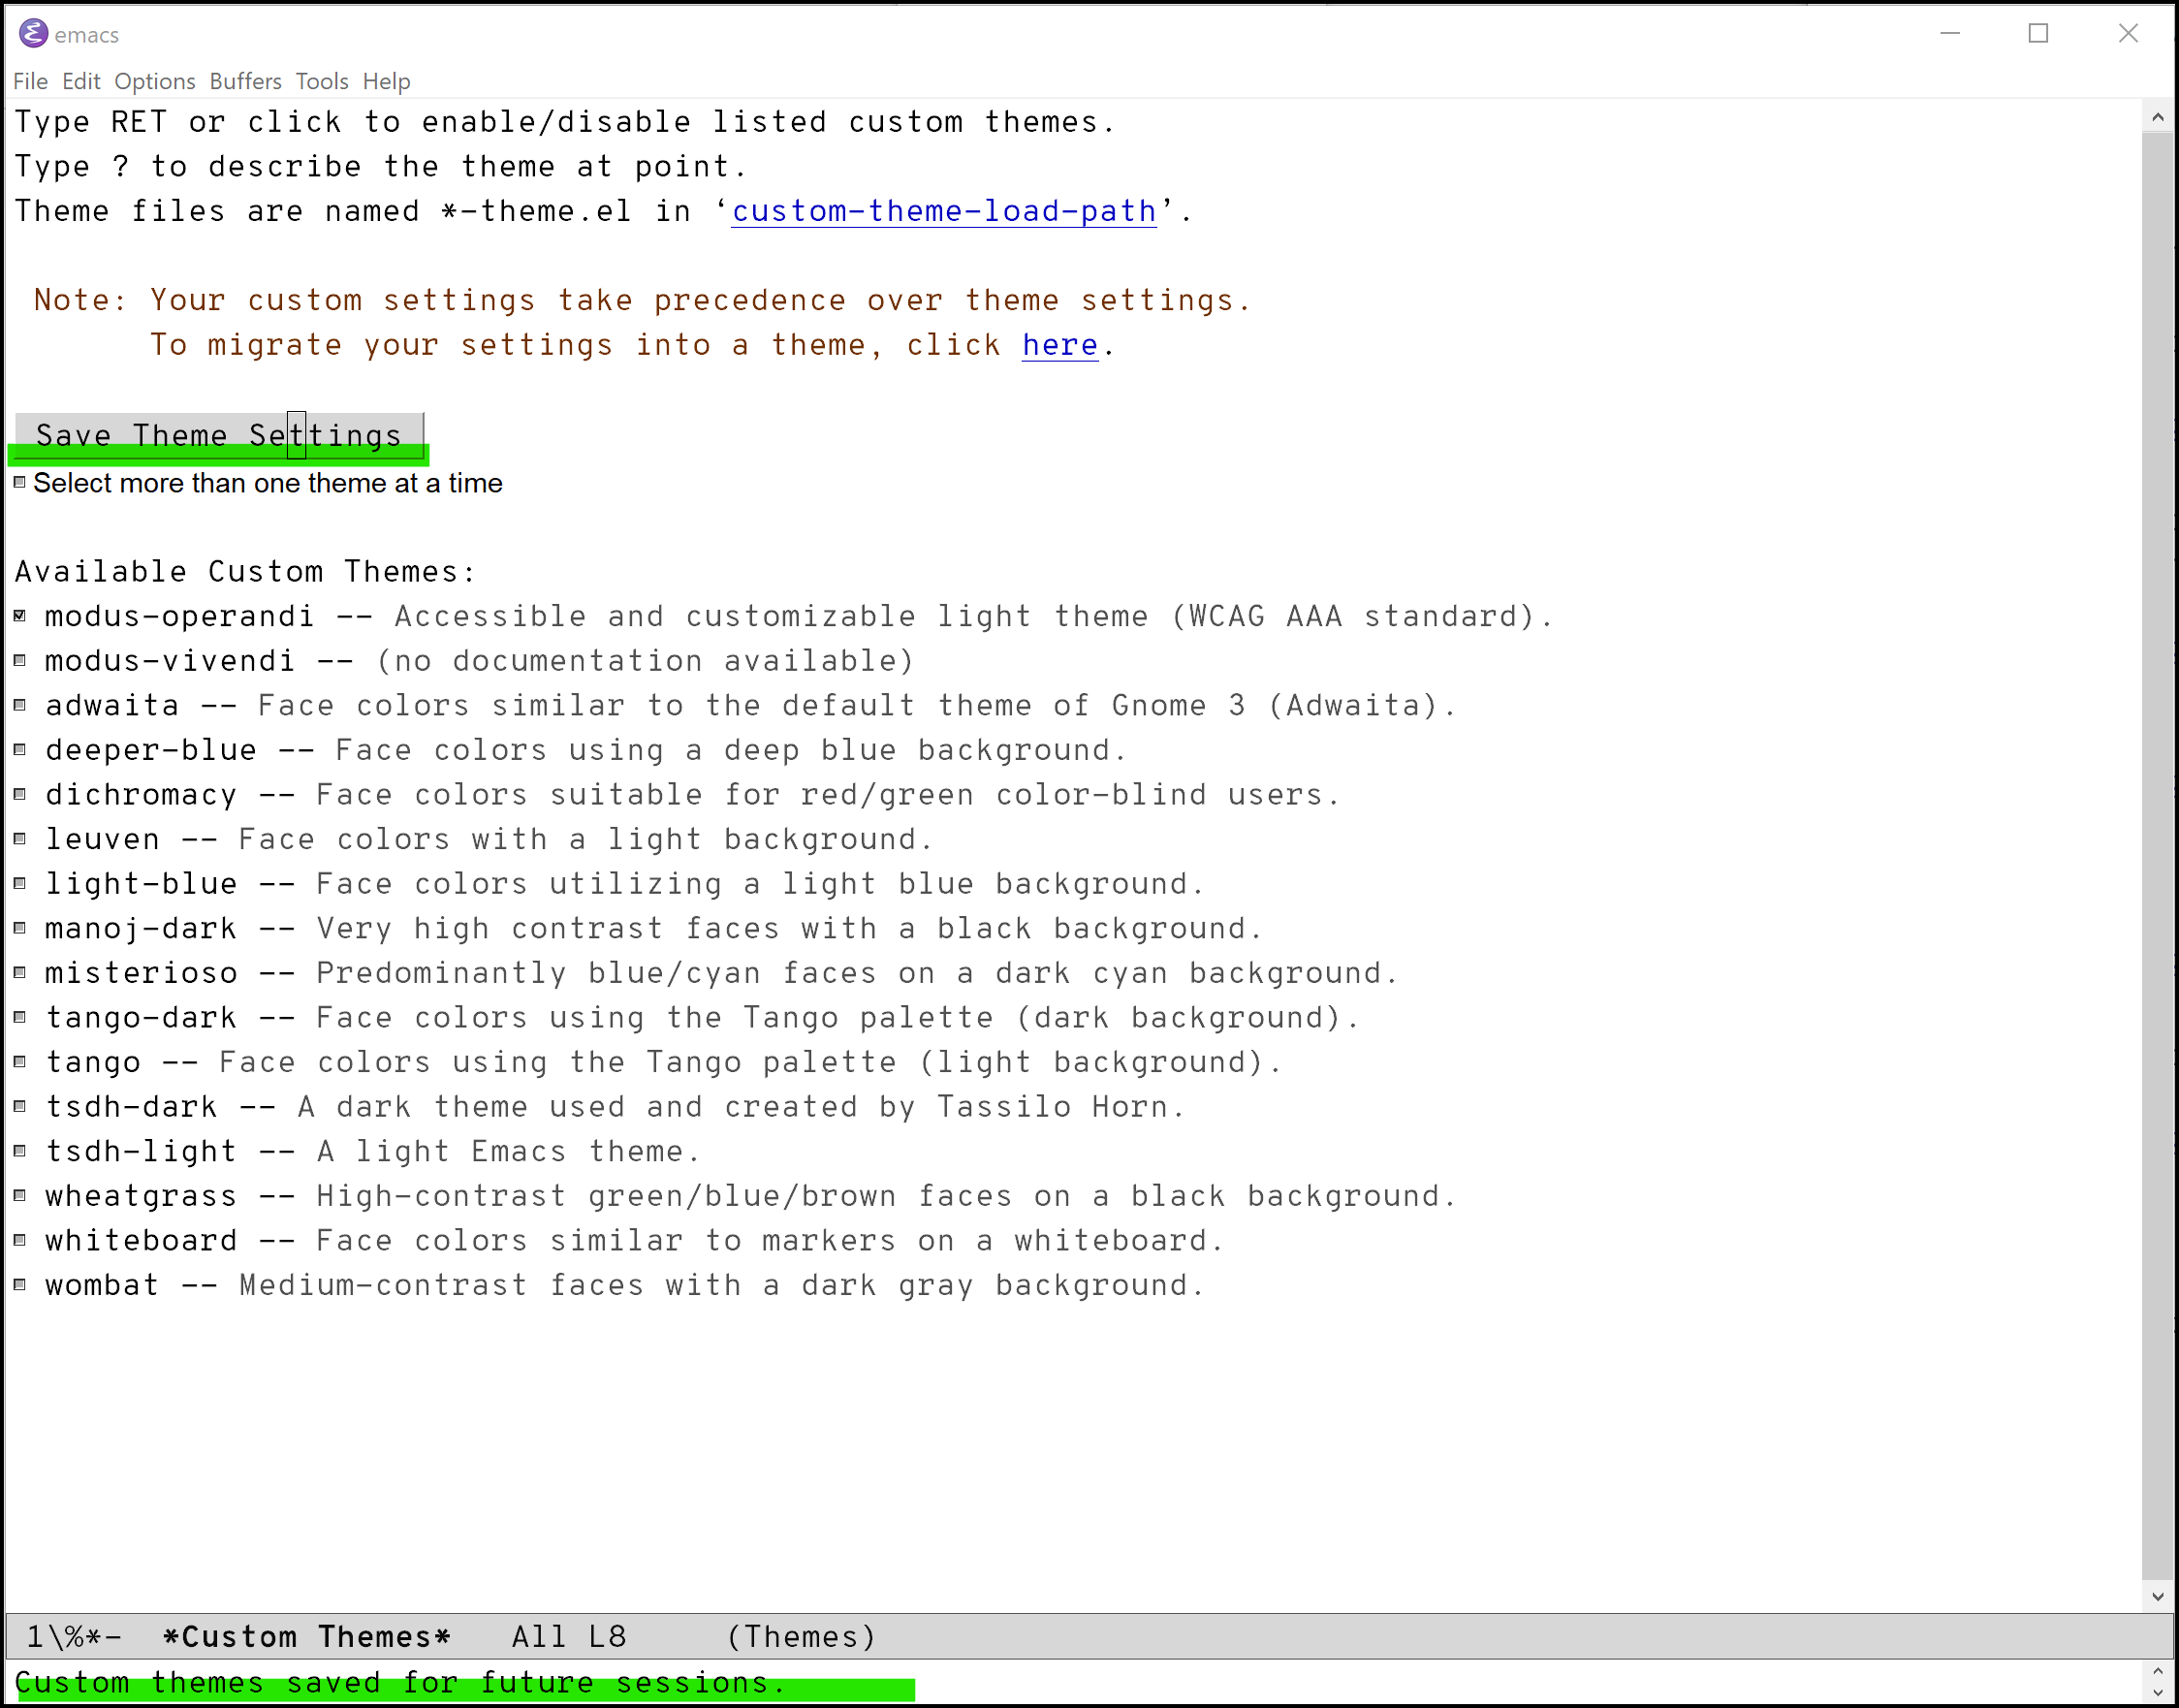 emacs
File Edit Options Buffers Tools Help
Type RET or click to enable/disable listed custom themes.
Type ? to describe the theme at point.
Theme files are named *-theme.el in ‘custom-theme-load-path’.
Note: Your custom settings take precedence over theme settings.
To migrate your settings into a theme, click here.
Save Theme Settings
Select more than one theme at a time
Available Custom Themes:
modus-operandi -- Accessible and customizable light theme (WCAG AAA standard).
modus-vivendi -- (no documentation available)
adwaita -- Face colors similar to the default theme of Gnome 3 (Adwaita).
deeper-blue -- Face colors using a deep blue background.
dichromacy -- Face colors suitable for red/green color-blind users.
leuven -- Face colors with a light background.
light-blue -- Face colors utilizing a light blue background.
manoj-dark -- Very high contrast faces with a black background.
misterioso -- Predominantly blue/cyan faces on a dark cyan background.
tango-dark -- Face colors using the Tango palette (dark background).
tango -- Face colors using the Tango palette (light background).
tsdh-dark -- A dark theme used and created by Tassilo Horn.
tsdh-light -- A light Emacs theme.
wheatgrass -- High-contrast green/blue/brown faces on a black background.
whiteboard -- Face colors similar to markers on a whiteboard.
wombat -- Medium-contrast faces with a dark gray background.
1\%*- *Custom Themes* All L8 (Themes)
Custom themes saved for future sessions.